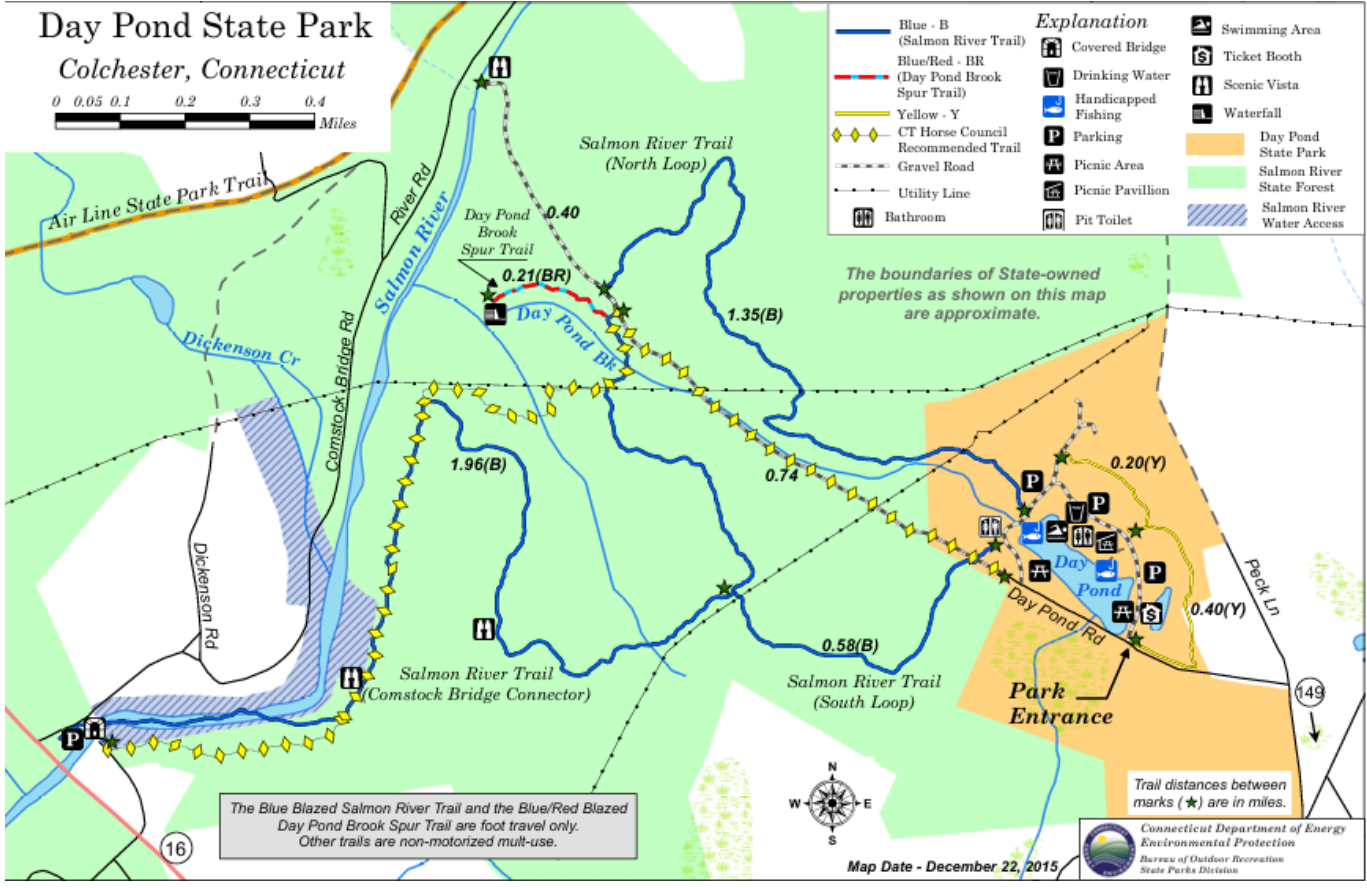 Day Pond State Park
Colchester, Connecticut
0 0.05 0.1 0.2 0.3 0.4
Miles
Explanation
Blue - B
(Salmon River Trail)
Blue/Red - BR
(Day Pond Brook
Spur Trail)
Yellow - Y
CT Horse Council
Recommended Trail
Gravel Road
Utility Line
Bathroom
Covered Bridge
Drinking Water
Handicapped
Fishing
P
Parking
Picnic Area
Picnic Pavillion
Pit Toilet
Swimming Area
$
Ticket Booth
Scenic Vista
Waterfall
Day Pond
State Park
Salmon River
State Forest
Salmon River
Water Access
Air Line State Park Trail
River Rd
Salmon River
Salmon River Trail
(North Loop)
0.40
Day Pond
Brook
Spur Trail
0.21(BR)
Day Pond Bk
1.35(B)
The boundaries of State-owned
properties as shown on this map
are approximate.
Dickenson Cr
Comstock Bridge Rd
1.96(B)
0.74
0.20(Y)
P
P
Day
Pond
P
$
Dickenson Rd
Day Pond Rd
Peck Ln
0.40(Y)
0.58(B)
Salmon River Trail
(Comstock Bridge Connector)
Salmon River Trail
(South Loop)
Park
Entrance
149
P
16
The Blue Blazed Salmon River Trail and the Blue/Red Blazed
Day Pond Brook Spur Trail are foot travel only.
Other trails are non-motorized mult-use.
N
W E
S
Trail distances between
marks (★) are in miles.
Map Date - December 22, 2015
Connecticut Department of Energy
Environmental Protection
Bureau of Outdoor Recreation
State Parks Division